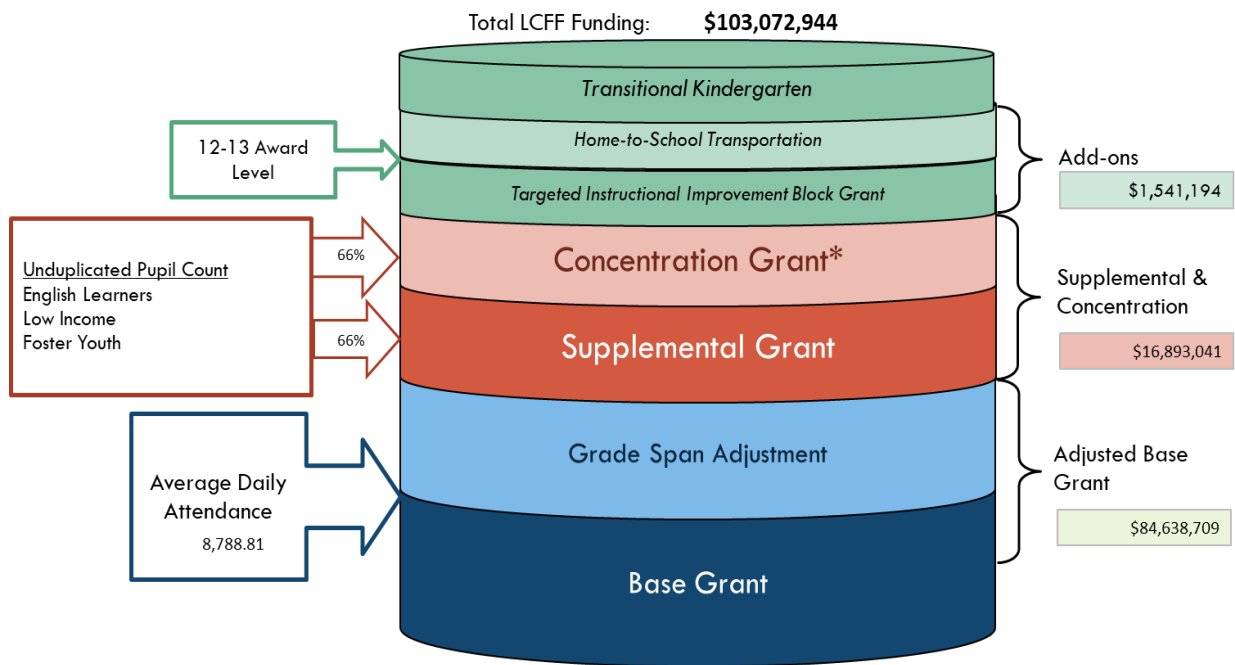 Total LCFF Funding: $103,072,944
Transitional Kindergarten
Home-to-School Transportation
Targeted Instructional Improvement Block Grant
Concentration Grant*
Supplemental Grant
Grade Span Adjustment
Base Grant
12-13 Award
Level
Unduplicated Pupil Count
English Learners
Low Income
Foster Youth
66%
66%
Average Daily
Attendance
8,788.81
Add-ons
$1,541,194
Supplemental &
Concentration
$16,893,041
Adjusted Base
Grant
$84,638,709